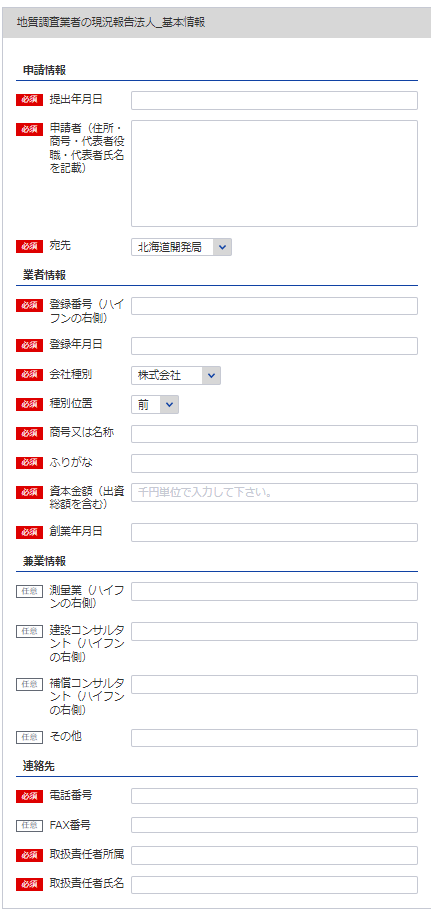 地質調査業者の現況報告法人_基本情報
申請情報
必須 提出年月日
必須 申請者（住所・
商号・代表者役
職・代表者氏名
を記載）
必須 宛先 北海道開発局
業者情報
必須 登録番号（ハイ
フンの右側）
必須 登録年月日
必須 会社種別 株式会社
必須 種別位置 前
必須 商号又は名称
必須 ふりがな
必須 資本金額（出資 千円単位で入力して下さい。
総額を含む）
必須 創業年月日
兼業情報
任意 測量業（ハイフ
ンの右側）
任意 建設コンサルタ
ント（ハイフン
の右側）
任意 補償コンサルタ
ント（ハイフン
の右側）
任意 その他
連絡先
必須 電話番号
任意 FAX番号
必須 取扱責任者所属
必須 取扱責任者氏名